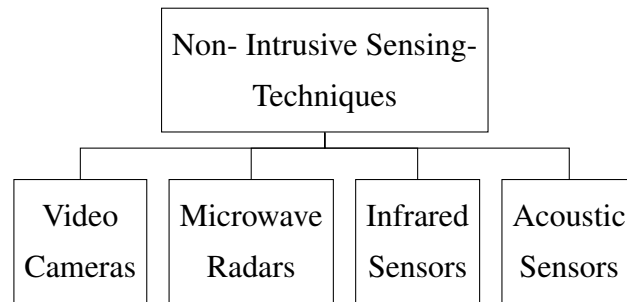 Non- Intrusive Sensing-
Techniques
Video
Cameras
Microwave
Radars
Infrared
Sensors
Acoustic
Sensors